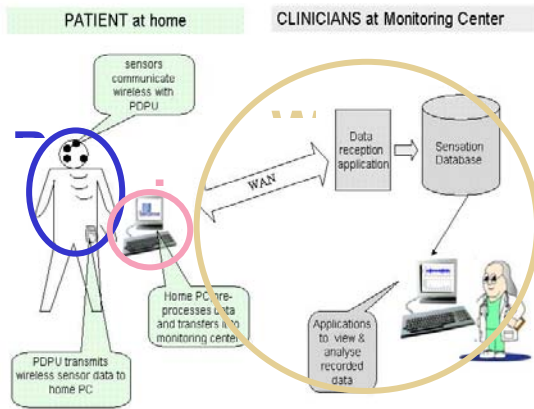 PATIENT at home
CLINICIANS at Monitoring Center
sensors
communicate
wireless with
PDPU
Data
reception
application
Sensation
Database
WAN
Home PC pre-
processes data
and transfers into
monitoring center
Applications
to view &
analyse
recorded
data
PDPU transmits
wireless sensor data to
home PC